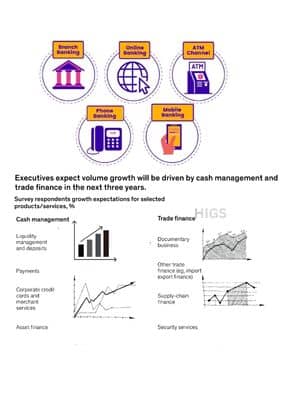 Branch
Banking
Online
Banking
ATM
Channel
ATM
Phone
Banking
Mobile
Banking
Executives expect volume growth will be driven by cash management and
trade finance in the next three years.
Survey respondents growth expectations for selected
products/services, %
Cash management
Liquidity
management
and deposits
Payments
Corporate credit
cards and
merchant
services
Asset finance
Trade finance
HIGS
Documentary
business
Other trade
finance (eg, import
export finance)
Supply-chain
finance
Security services